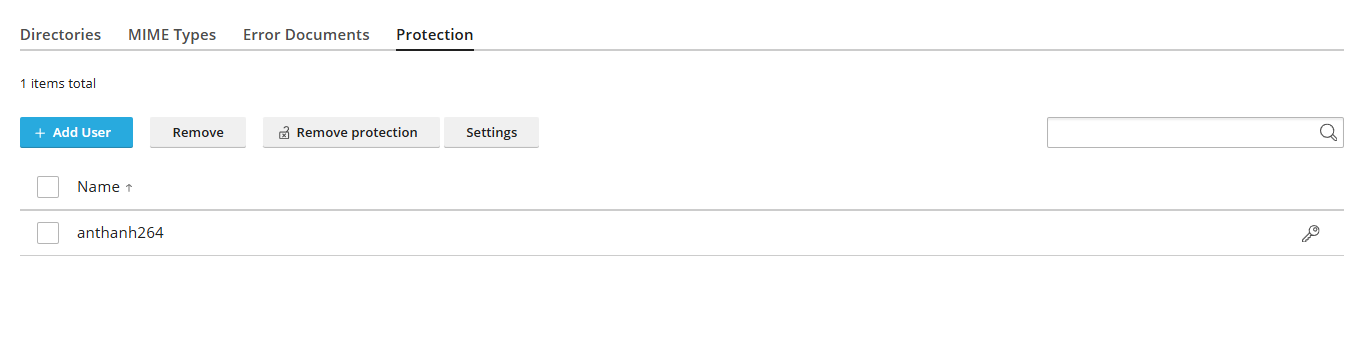 Directories MIME Types Error Documents Protection
1 items total
+ Add User Remove Remove protection Settings
Name ↑
anthanh264